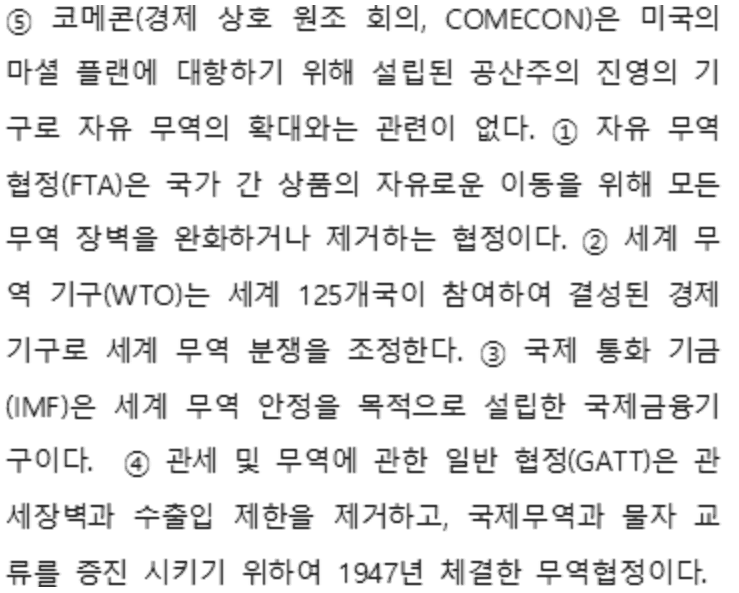 ⑤ 코메콘(경제 상호 원조 회의, COMECON)은 미국의
마셜 플랜에 대항하기 위해 설립된 공산주의 진영의 기
구로 자유 무역의 확대와는 관련이 없다. ① 자유 무역
협정(FTA)은 국가 간 상품의 자유로운 이동을 위해 모든
무역 장벽을 완화하거나 제거하는 협정이다. ② 세계 무
역 기구(WTO)는 세계 125개국이 참여하여 결성된 경제
기구로 세계 무역 분쟁을 조정한다. ③ 국제 통화 기금
(IMF)은 세계 무역 안정을 목적으로 설립한 국제금융기
구이다. ④ 관세 및 무역에 관한 일반 협정(GATT)은 관
세장벽과 수출입 제한을 제거하고, 국제무역과 물자 교
류를 증진 시키기 위하여 1947년 체결한 무역협정이다.